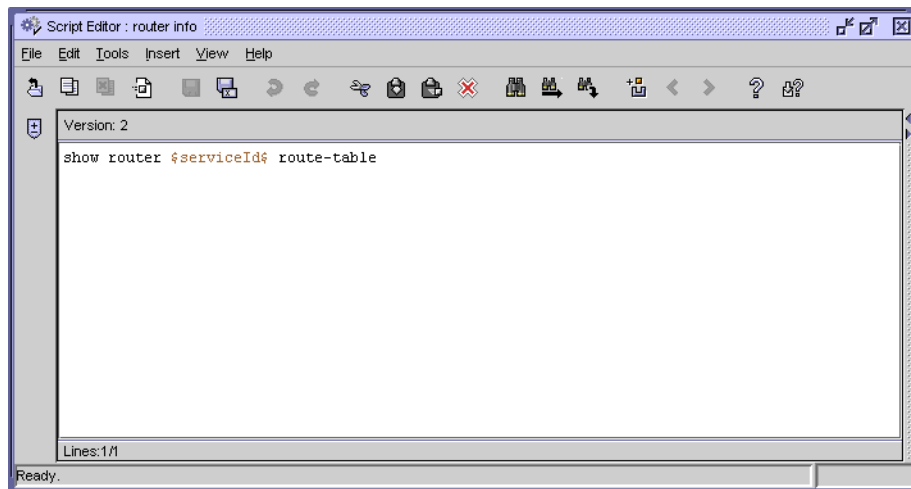 Script Editor : router info
File Edit Tools Insert View Help
Version: 2
show router $serviceId$ route-table
Lines:1/1
Ready.